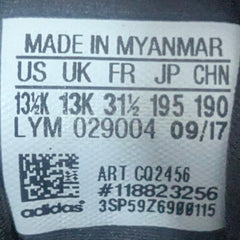 MADE IN MYANMAR
US UK FR JP CHN
13½K 13K 31½ 195 190
LYM 029004 09/17
ART CQ2456
#118823256
adidas 3SP59Z6900115